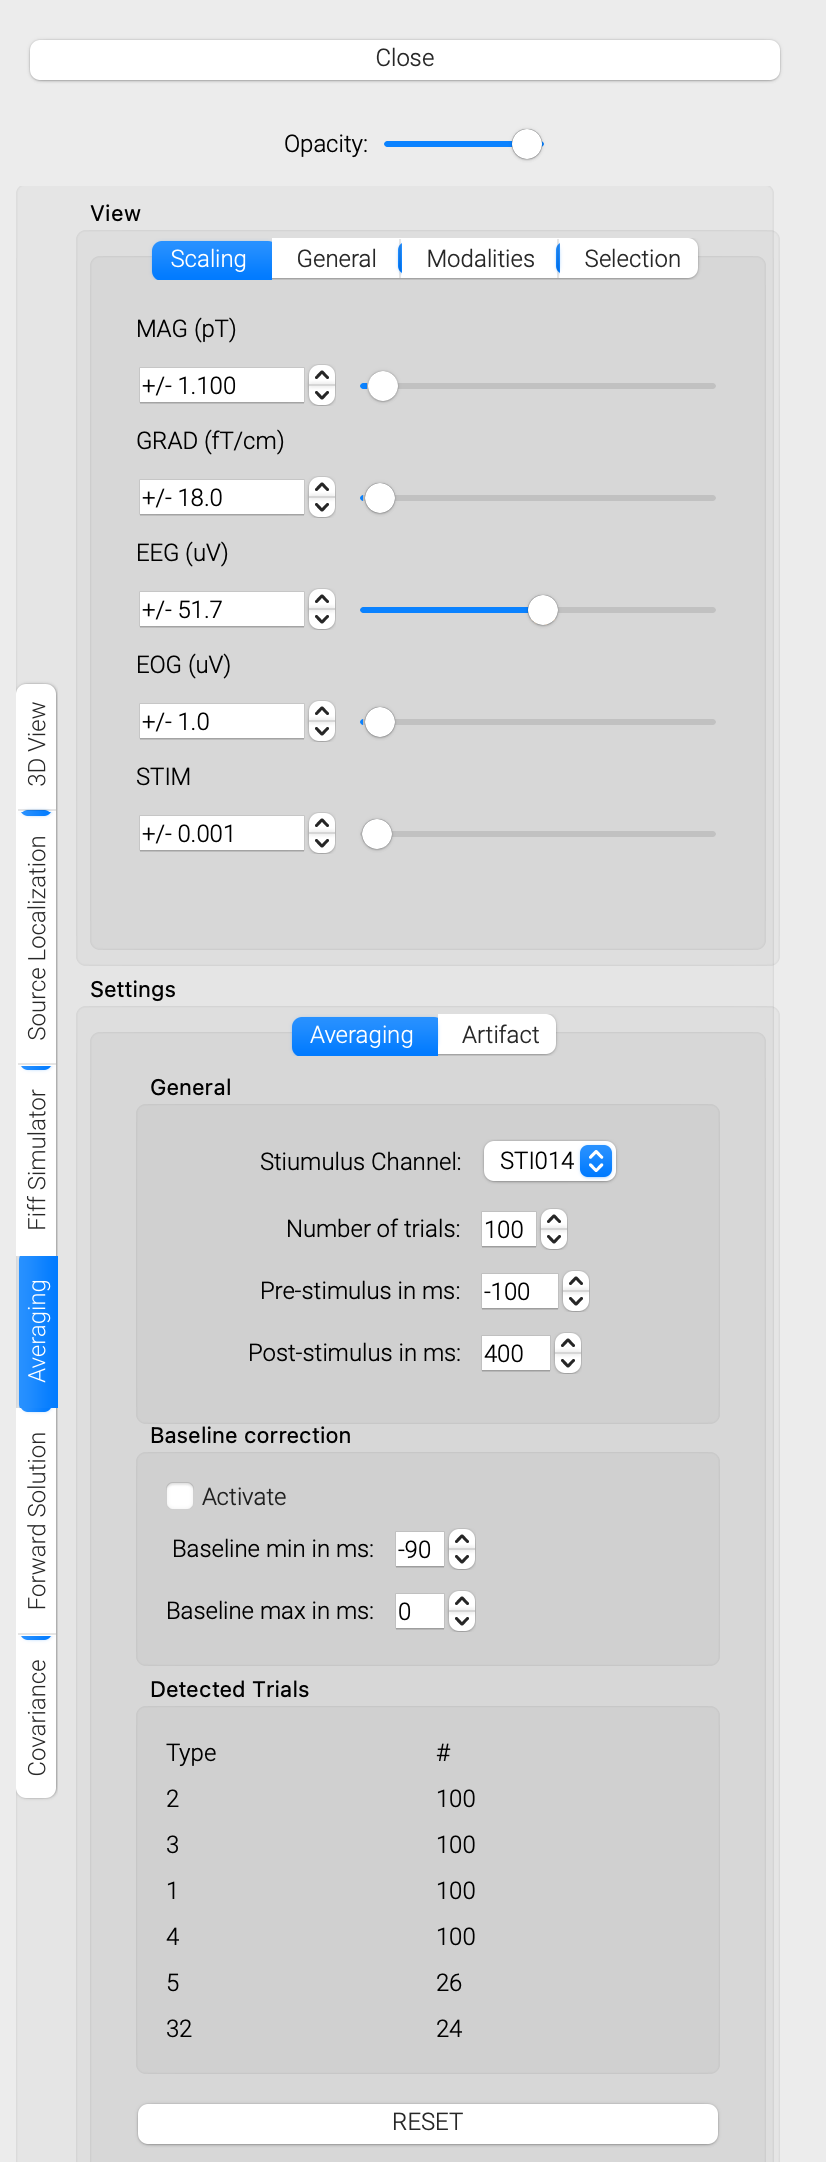 Close
Opacity:
View
Scaling General Modalities Selection
MAG (pT)
+/- 1.100
GRAD (fT/cm)
+/- 18.0
EEG (uV)
+/- 51.7
EOG (uV)
+/- 1.0
STIM
+/- 0.001
3D View
Source Localization
Fiff Simulator
Averaging
Forward Solution
Covariance
Settings
Averaging Artifact
General
Stiumulus Channel: STI014
Number of trials: 100
Pre-stimulus in ms: -100
Post-stimulus in ms: 400
Baseline correction
Activate
Baseline min in ms: -90
Baseline max in ms: 0
Detected Trials
Type #
2 100
3 100
1 100
4 100
5 26
32 24
RESET